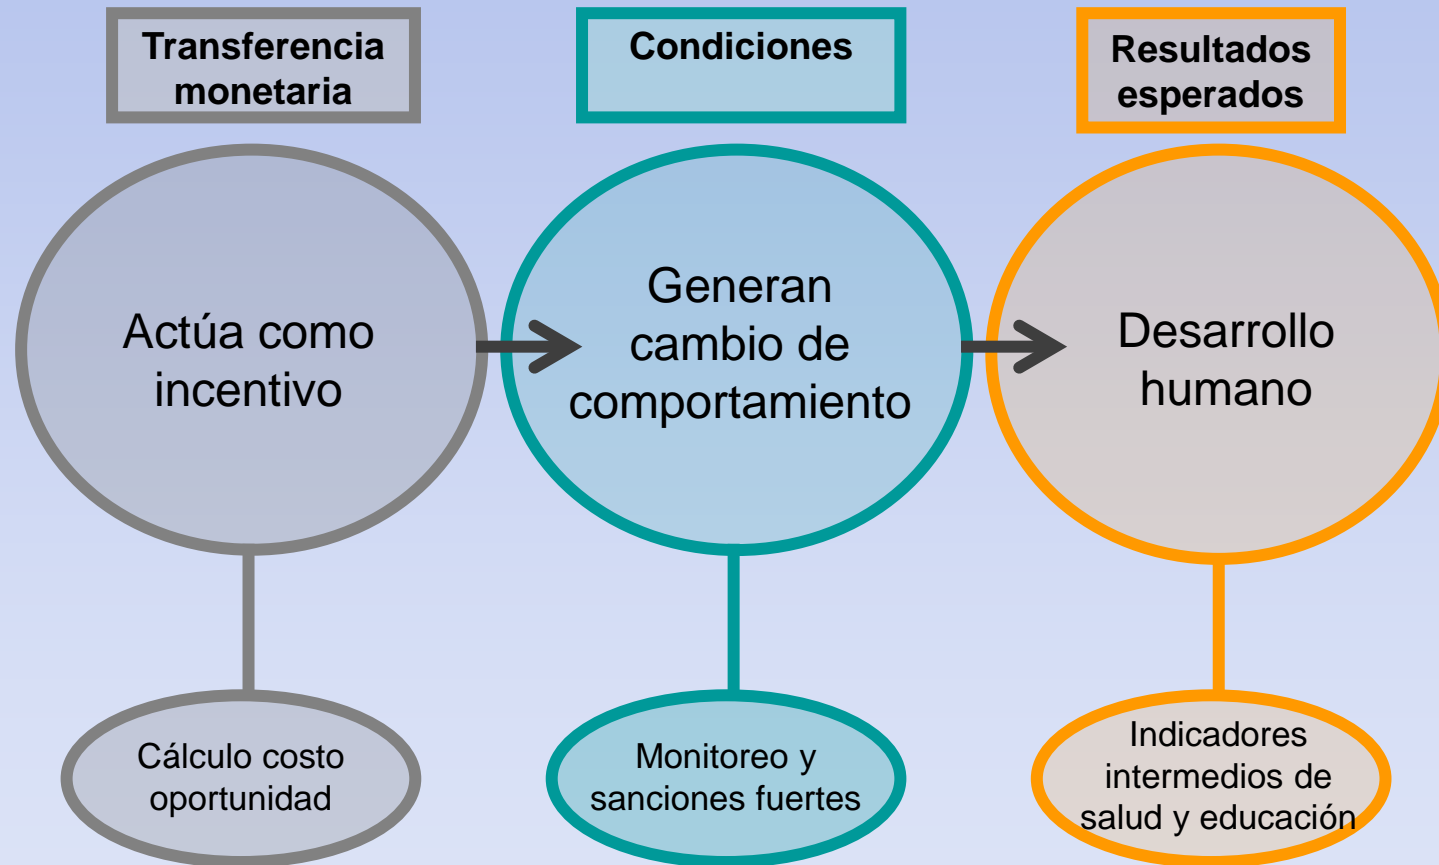 Transferencia
monetaria
Condiciones
Resultados
esperados
Actúa como
incentivo
Generan
cambio de
comportamiento
Desarrollo
humano
Cálculo costo
oportunidad
Monitoreo y
sanciones fuertes
Indicadores
intermedios de
salud y educación